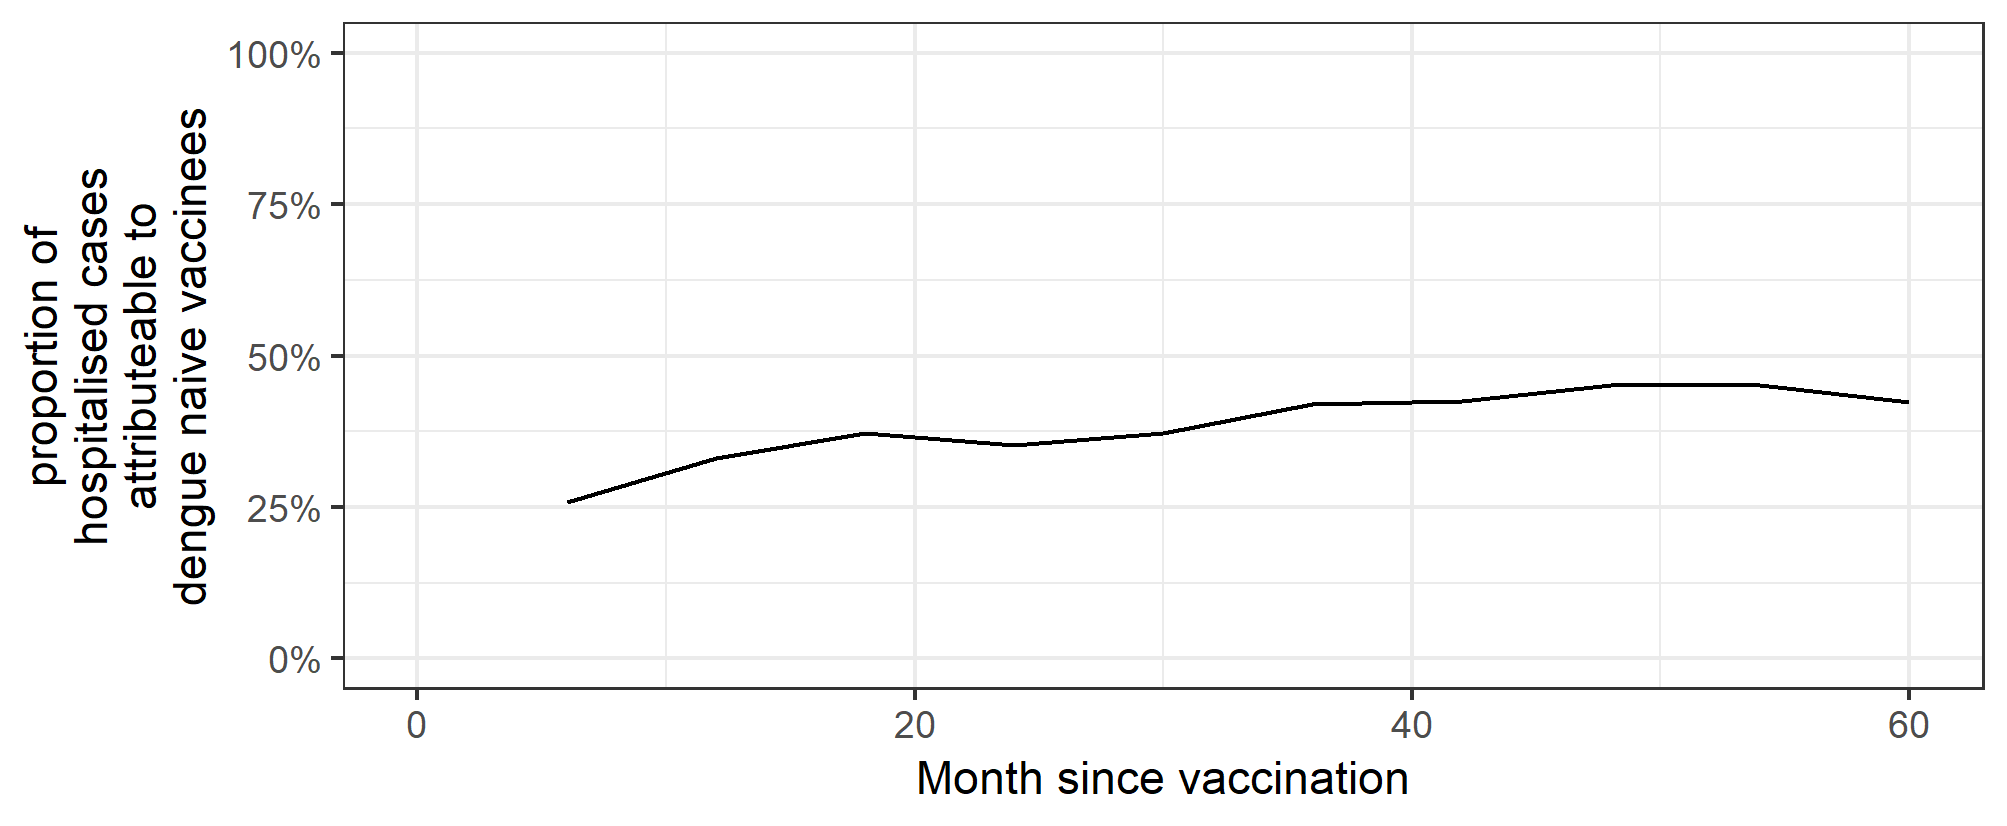 proportion of
hospitalised cases
attributeable to
dengue naive vaccinees
100%
75%
50%
25%
0%
0 20 40 60
Month since vaccination